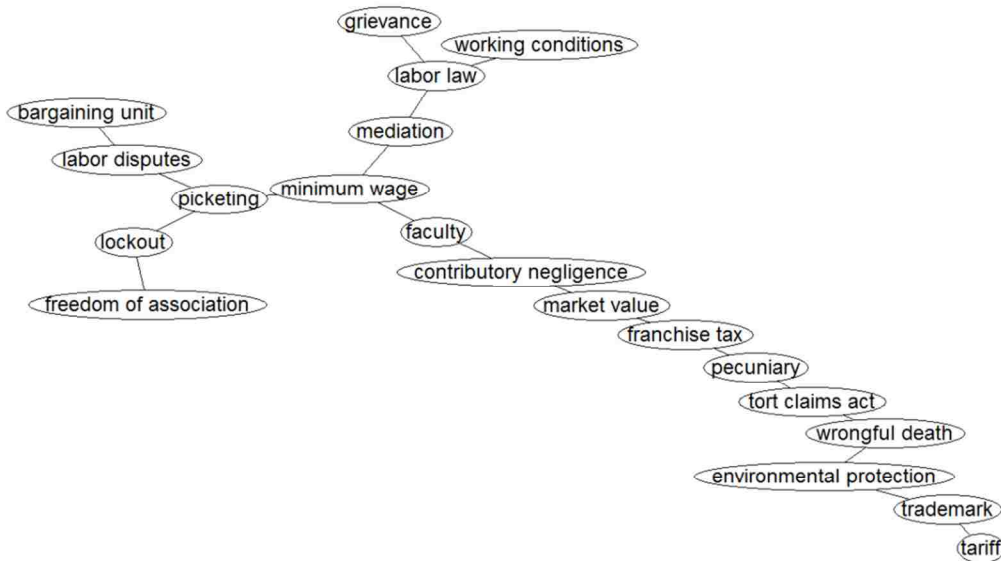 grievance
working conditions
labor law
bargaining unit
mediation
labor disputes
minimum wage
picketing
faculty
lockout
contributory negligence
freedom of association
market value
franchise tax
pecuniary
tort claims act
wrongful death
environmental protection
trademark
tariff